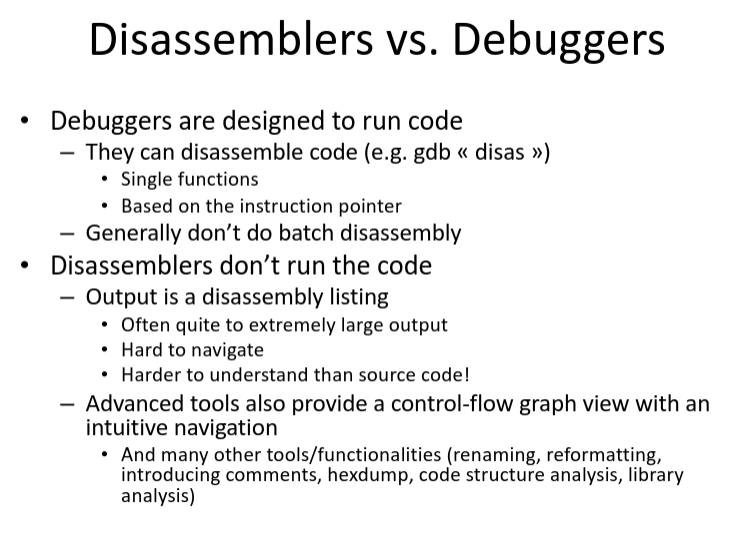 Disassemblers vs. Debuggers
• Debuggers are designed to run code
– They can disassemble code (e.g. gdb « disas »)
• Single functions
• Based on the instruction pointer
– Generally don’t do batch disassembly
• Disassemblers don’t run the code
– Output is a disassembly listing
• Often quite to extremely large output
• Hard to navigate
• Harder to understand than source code!
– Advanced tools also provide a control-flow graph view with an
intuitive navigation
• And many other tools/functionalities (renaming, reformatting,
introducing comments, hexdump, code structure analysis, library
analysis)